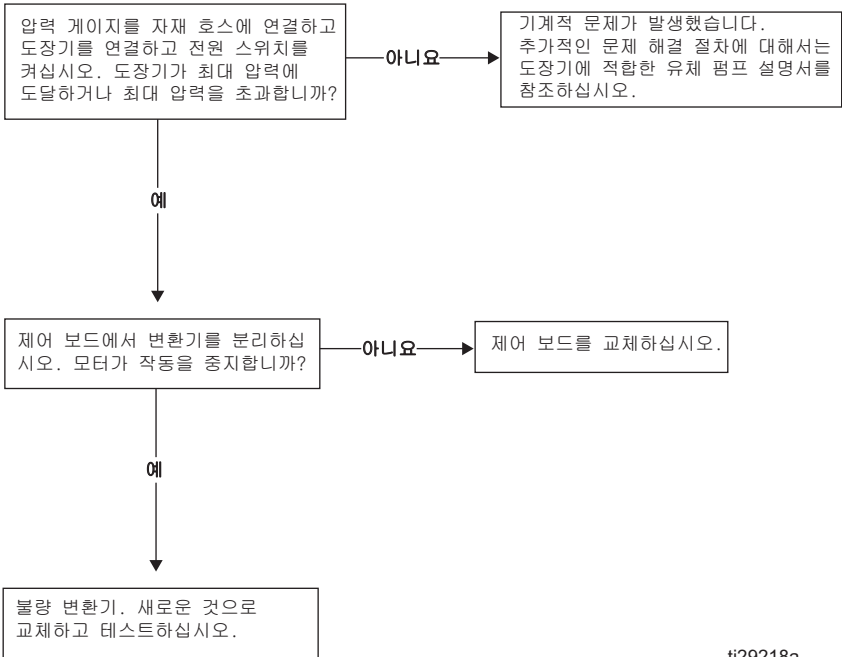 압력 게이지를 자재 호스에 연결하고
도장기를 연결하고 전원 스위치를
켜십시오. 도장기가 최대 압력에
도달하거나 최대 압력을 초과합니까?
아니요
기계적 문제가 발생했습니다.
추가적인 문제 해결 절차에 대해서는
도장기에 적합한 유체 펌프 설명서를
참조하십시오.
예
제어 보드에서 변환기를 분리하십
시오. 모터가 작동을 중지합니까?
아니요
제어 보드를 교체하십시오.
예
불량 변환기. 새로운 것으로
교체하고 테스트하십시오.
ti29218a